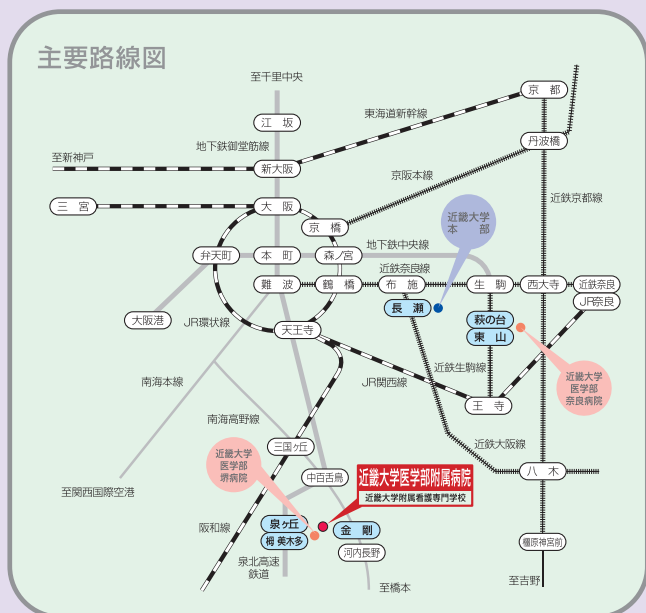 主要路線図
至千里中央
京都
東海道新幹線
江坂
地下鉄御堂筋線
丹波橋
至新神戸
新大阪
京阪本線
近鉄京都線
三宮
大阪
京橋
近畿大学
本部
地下鉄中央線
弁天町
本町
森ノ宮
近鉄奈良線
難波
鶴橋
布施
生駒
西大寺
近鉄奈良
JR奈良
長瀬
萩の台
東山
大阪港
JR環状線
天王寺
近鉄生駒線
JR関西線
近畿大学
医学部
奈良病院
南海本線
王寺
南海高野線
近鉄大阪線
三国ヶ丘
近畿大学
医学部
堺病院
中百舌鳥
近畿大学医学部附属病院
近畿大学附属看護専門学校
八木
至関西国際空港
阪和線
泉ヶ丘
栂 美木多
金剛
河内長野
橿原神宮前
泉北高速
鉄道
至橋本
至吉野